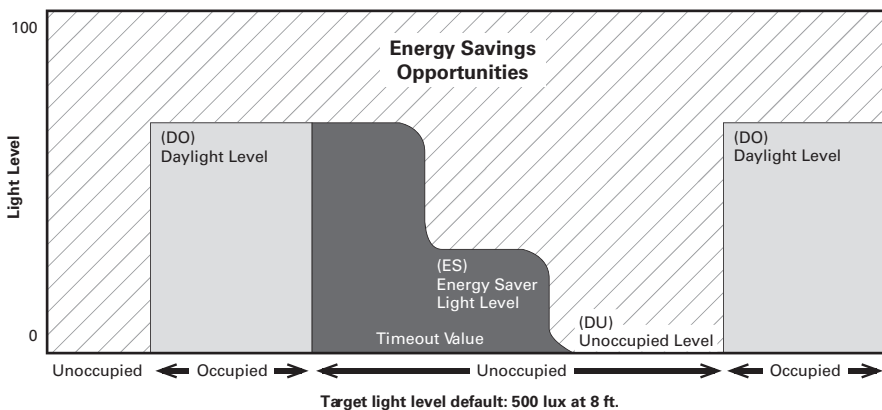 100
Energy Savings
Opportunities
(DO)
Daylight Level
(DO)
Daylight Level
Light Level
(ES)
Energy Saver
Light Level
(DU)
Unoccupied Level
Timeout Value
0
Unoccupied
Occupied
Unoccupied
Occupied
Target light level default: 500 lux at 8 ft.